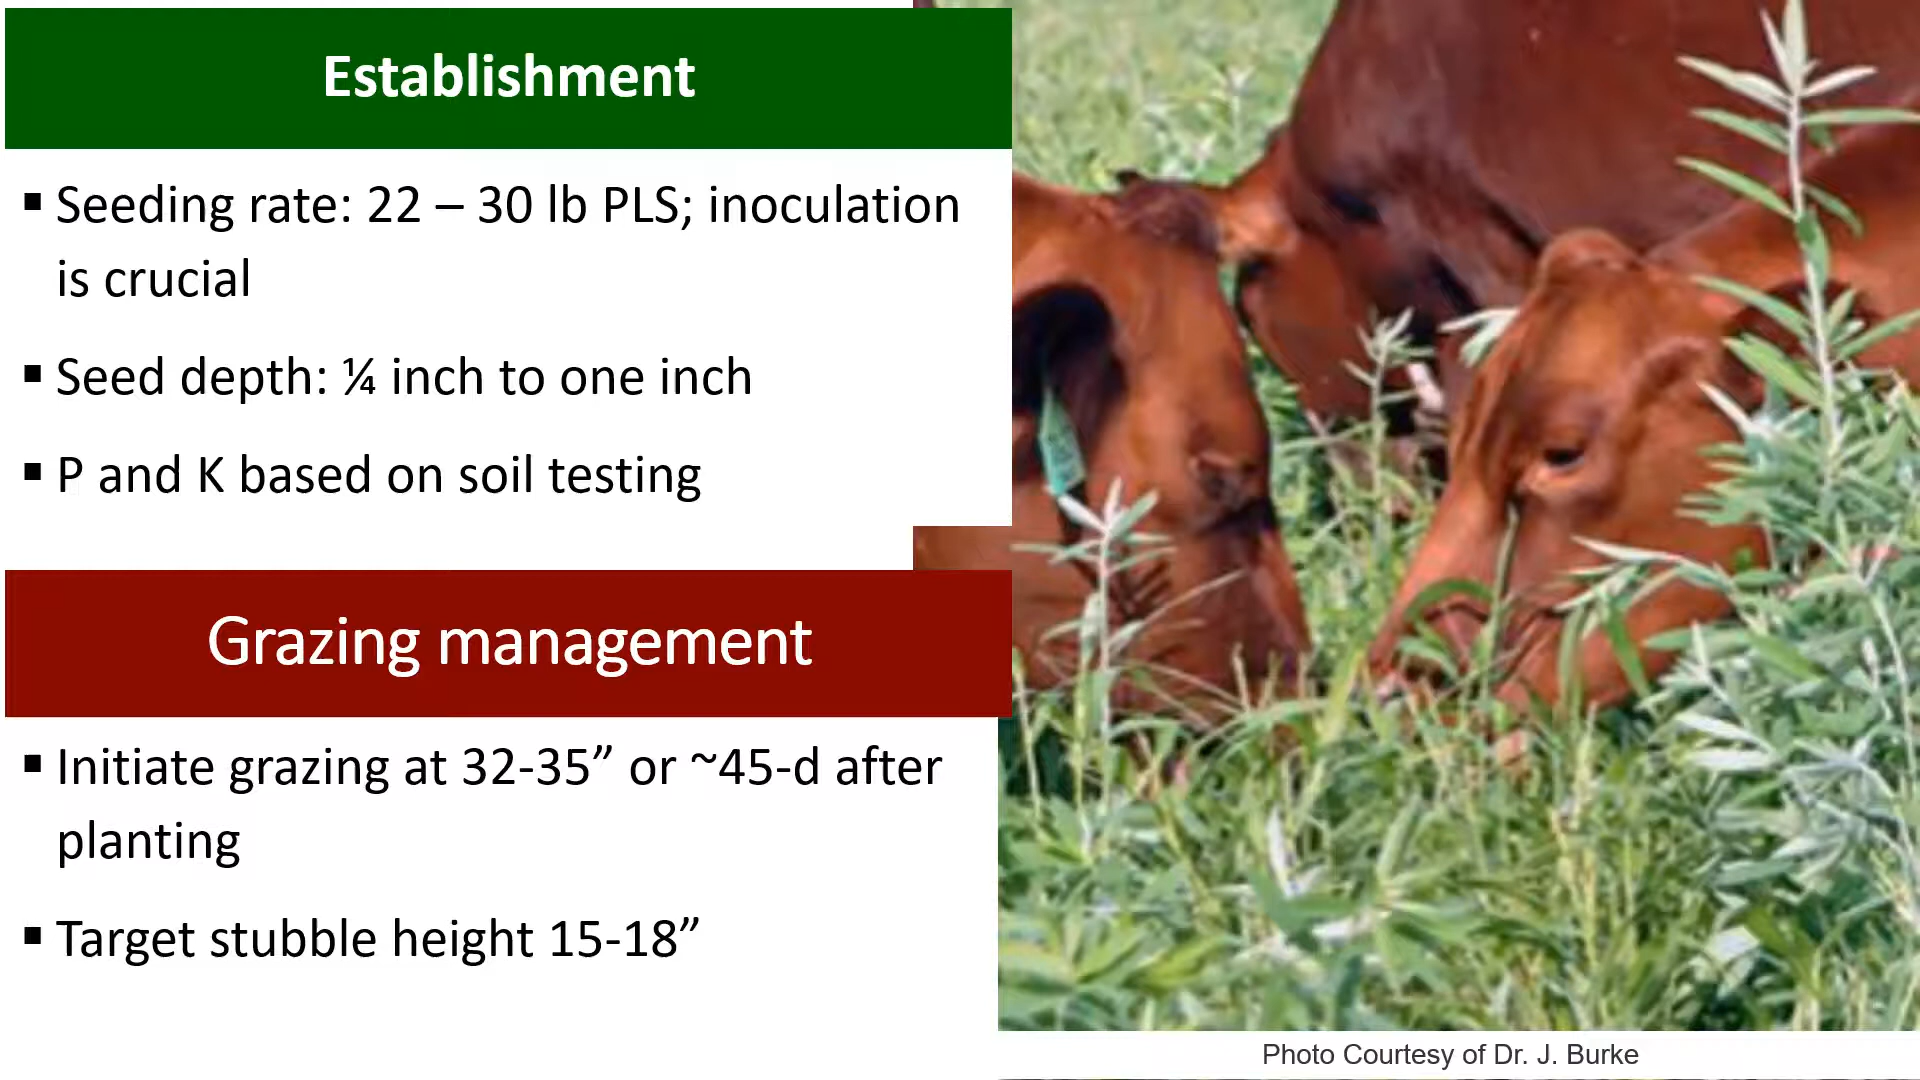 Establishment
▪ Seeding rate: 22 – 30 lb PLS; inoculation
is crucial
▪ Seed depth: ¼ inch to one inch
▪ P and K based on soil testing
Grazing management
▪ Initiate grazing at 32-35” or ~45-d after
planting
▪ Target stubble height 15-18”
Photo Courtesy of Dr. J. Burke